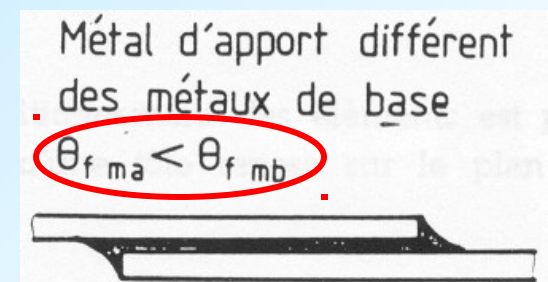 Métal d'apport différent
des métaux de base
θf ma < θf mb